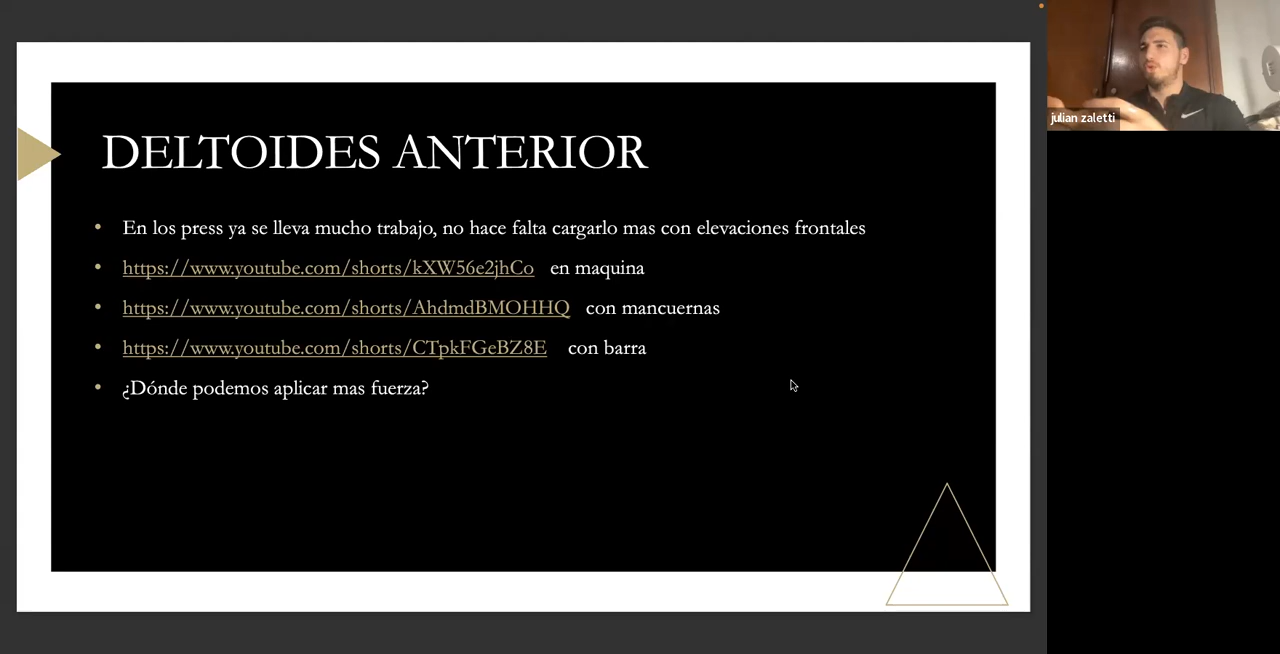 DELTOIDES ANTERIOR
• En los press ya se lleva mucho trabajo, no hace falta cargarlo mas con elevaciones frontales
• https://www.youtube.com/shorts/kXW56e2jhCo en maquina
• https://www.youtube.com/shorts/AhdmdBMOHHQ con mancuernas
• https://www.youtube.com/shorts/CTpkFGeBZ8E con barra
• ¿Dónde podemos aplicar mas fuerza?
julian zaletti